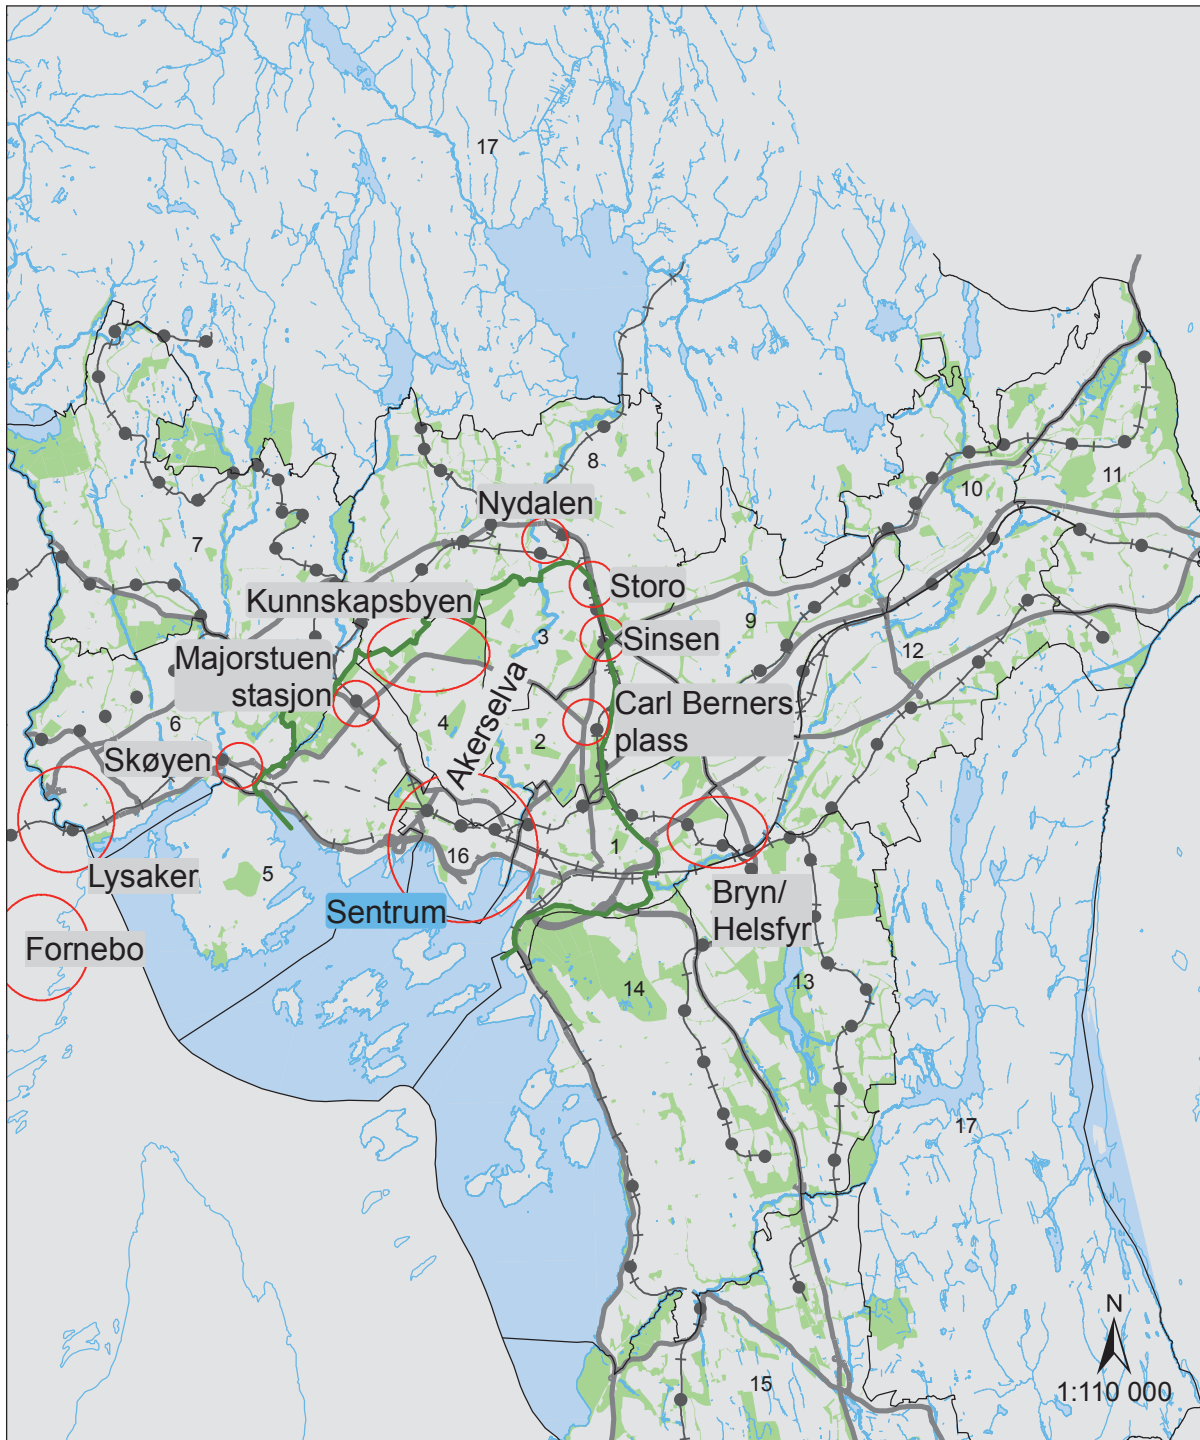 17
8
Nydalen
10
11
7
Storo
Kunnskapsbyen
3
Sinsen
9
Majorstuen
stasjon
12
Akerselva
Carl Berners
plass
6
4
2
Skøyen
1
16
5
Lysaker
Sentrum
Bryn/
Helsfyr
Fornebo
13
14
17
N
1:110 000
15